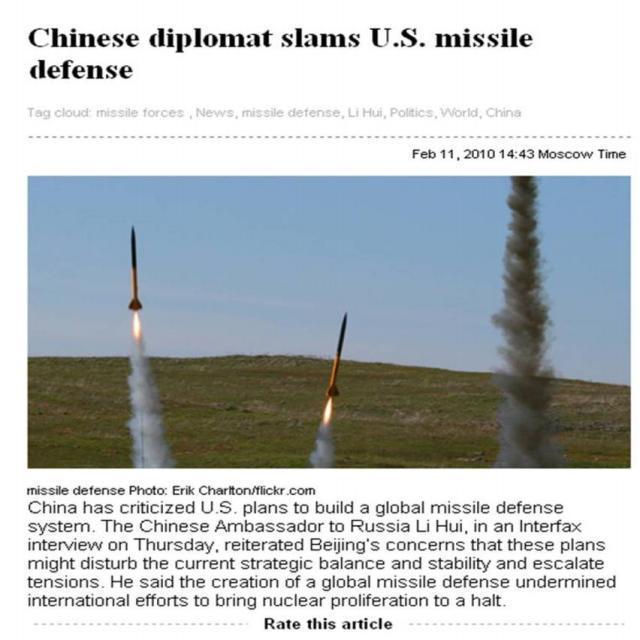 Chinese diplomat slams U.S. missile
defense
Tag cloud: missile forces , News, missile defense, Li Hui, Politics, World, China
Feb 11, 2010 14:43 Moscow Time
missile defense Photo: Erik Charlton/flickr.com
China has criticized U.S. plans to build a global missile defense
system. The Chinese Ambassador to Russia Li Hui, in an Interfax
interview on Thursday, reiterated Beijing's concerns that these plans
might disturb the current strategic balance and stability and escalate
tensions. He said the creation of a global missile defense undermined
international efforts to bring nuclear proliferation to a halt.
Rate this article